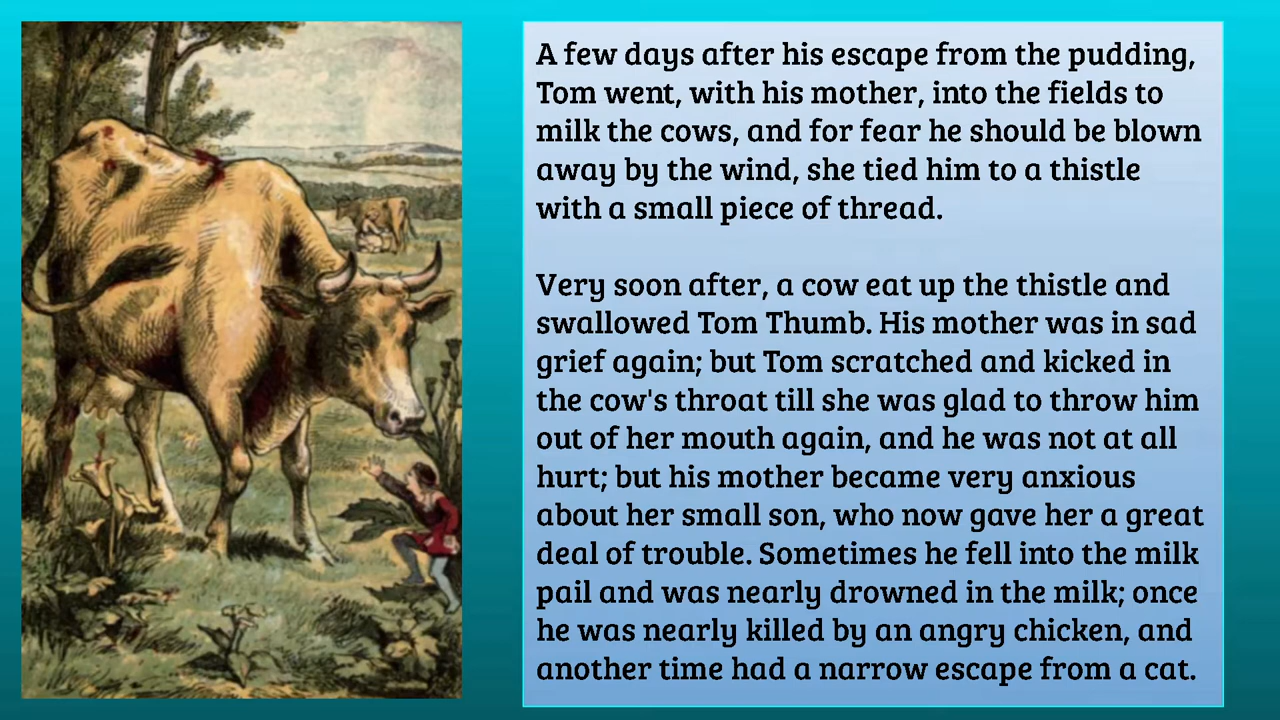 A few days after his escape from the pudding,
Tom went, with his mother, into the fields to
milk the cows, and for fear he should be blown
away by the wind, she tied him to a thistle
with a small piece of thread.
Very soon after, a cow eat up the thistle and
swallowed Tom Thumb. His mother was in sad
grief again; but Tom scratched and kicked in
the cow's throat till she was glad to throw him
out of her mouth again, and he was not at all
hurt; but his mother became very anxious
about her small son, who now gave her a great
deal of trouble. Sometimes he fell into the milk
pail and was nearly drowned in the milk; once
he was nearly killed by an angry chicken, and
another time had a narrow escape from a cat.